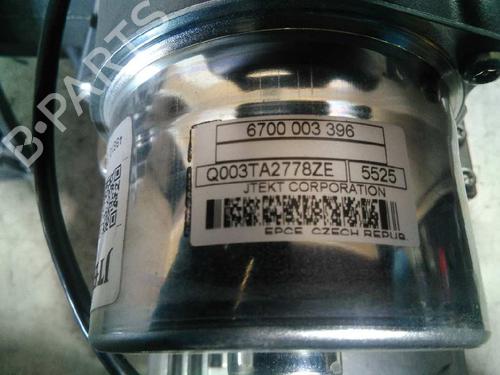 B-PARTS
6700 003 396
Q003TA2778ZE 5525
JTEKT CORPORATION
EPCE, CZECH REPUB